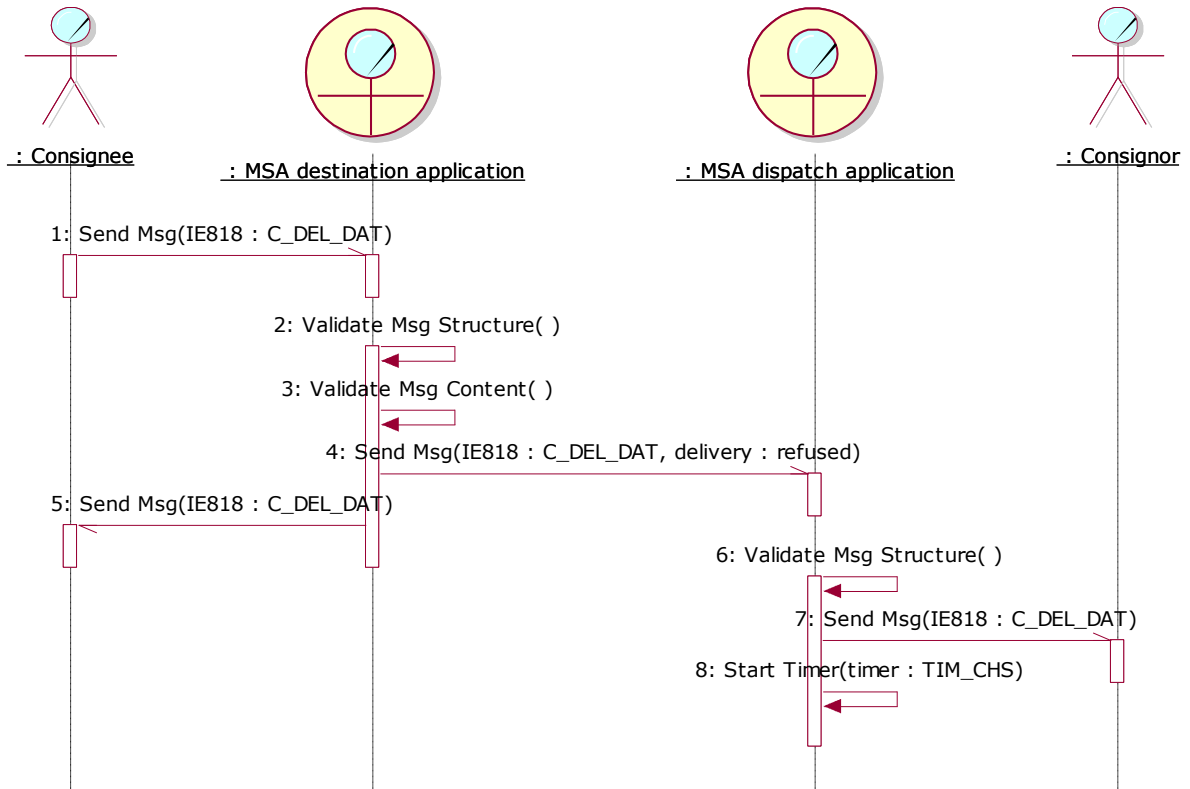 : Consignee
: MSA destination application
: MSA dispatch application
: Consignor
1: Send Msg(IE818 : C_DEL_DAT)
2: Validate Msg Structure( )
3: Validate Msg Content( )
4: Send Msg(IE818 : C_DEL_DAT, delivery : refused)
5: Send Msg(IE818 : C_DEL_DAT)
6: Validate Msg Structure( )
7: Send Msg(IE818 : C_DEL_DAT)
8: Start Timer(timer : TIM_CHS)